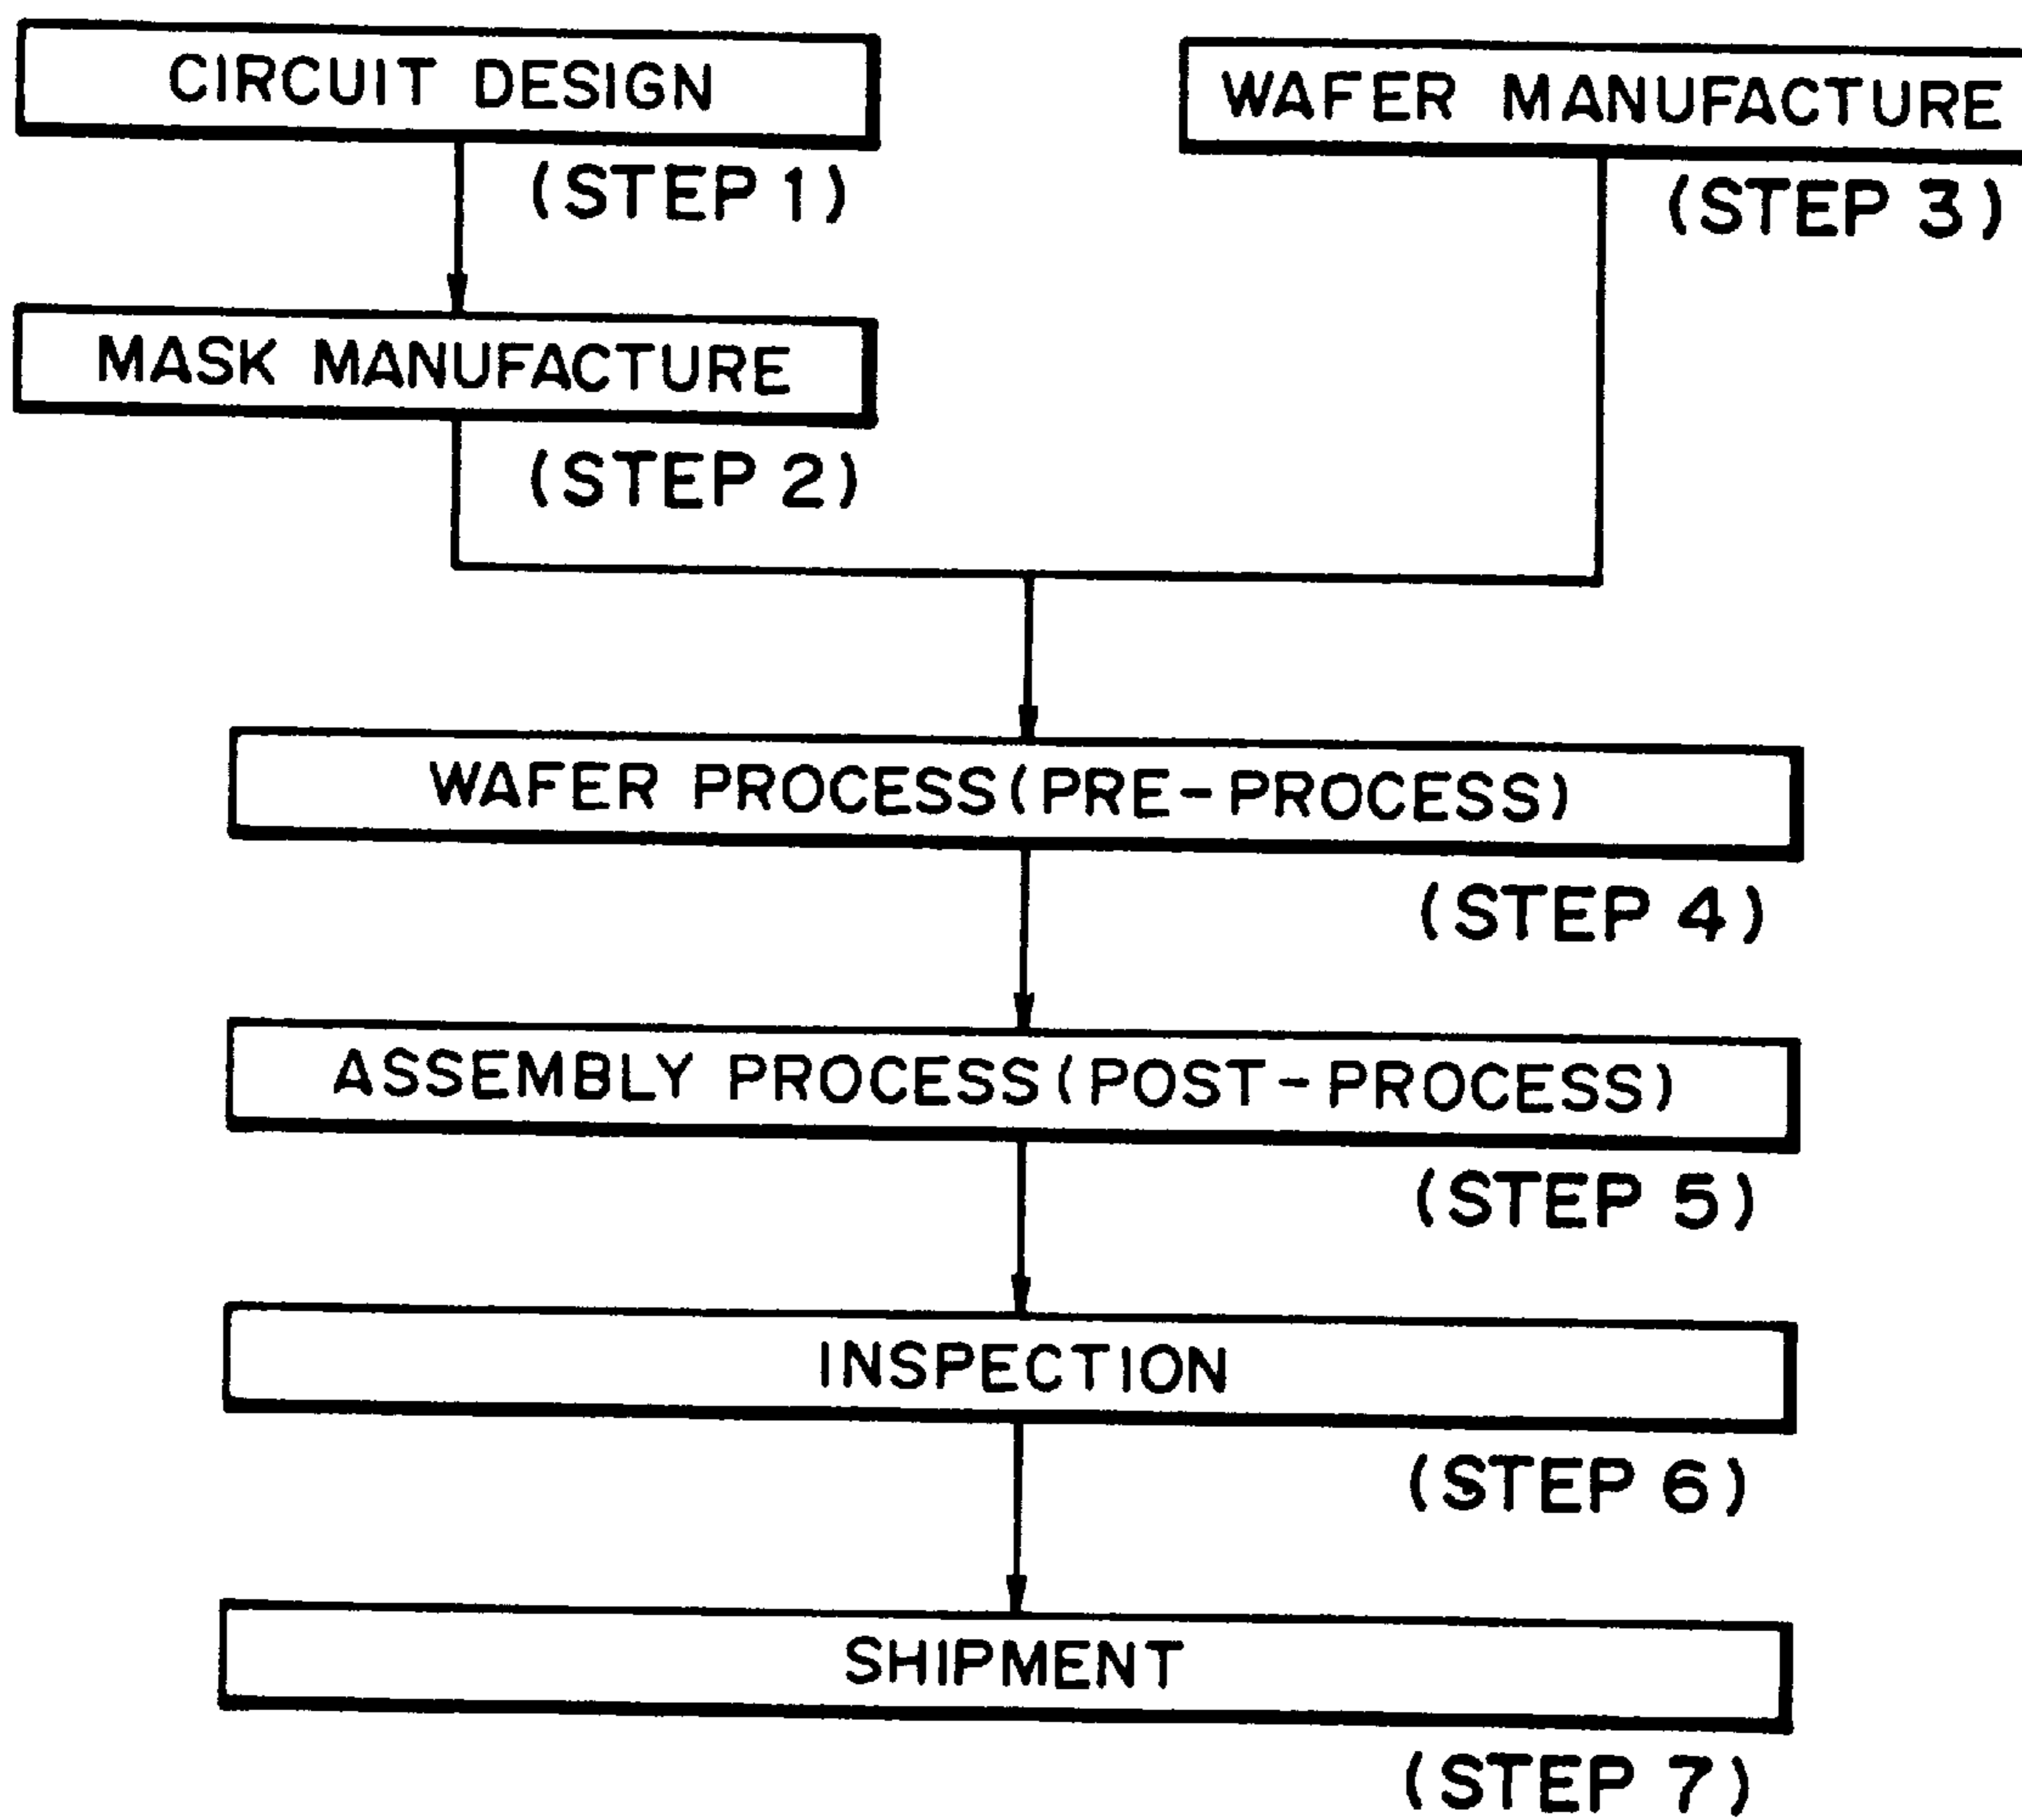 CIRCUIT DESIGN
(STEP 1)
WAFER MANUFACTURE
(STEP 3)
MASK MANUFACTURE
(STEP 2)
WAFER PROCESS(PRE-PROCESS)
(STEP 4)
ASSEMBLY PROCESS(POST-PROCESS)
(STEP 5)
INSPECTION
(STEP 6)
SHIPMENT
(STEP 7)